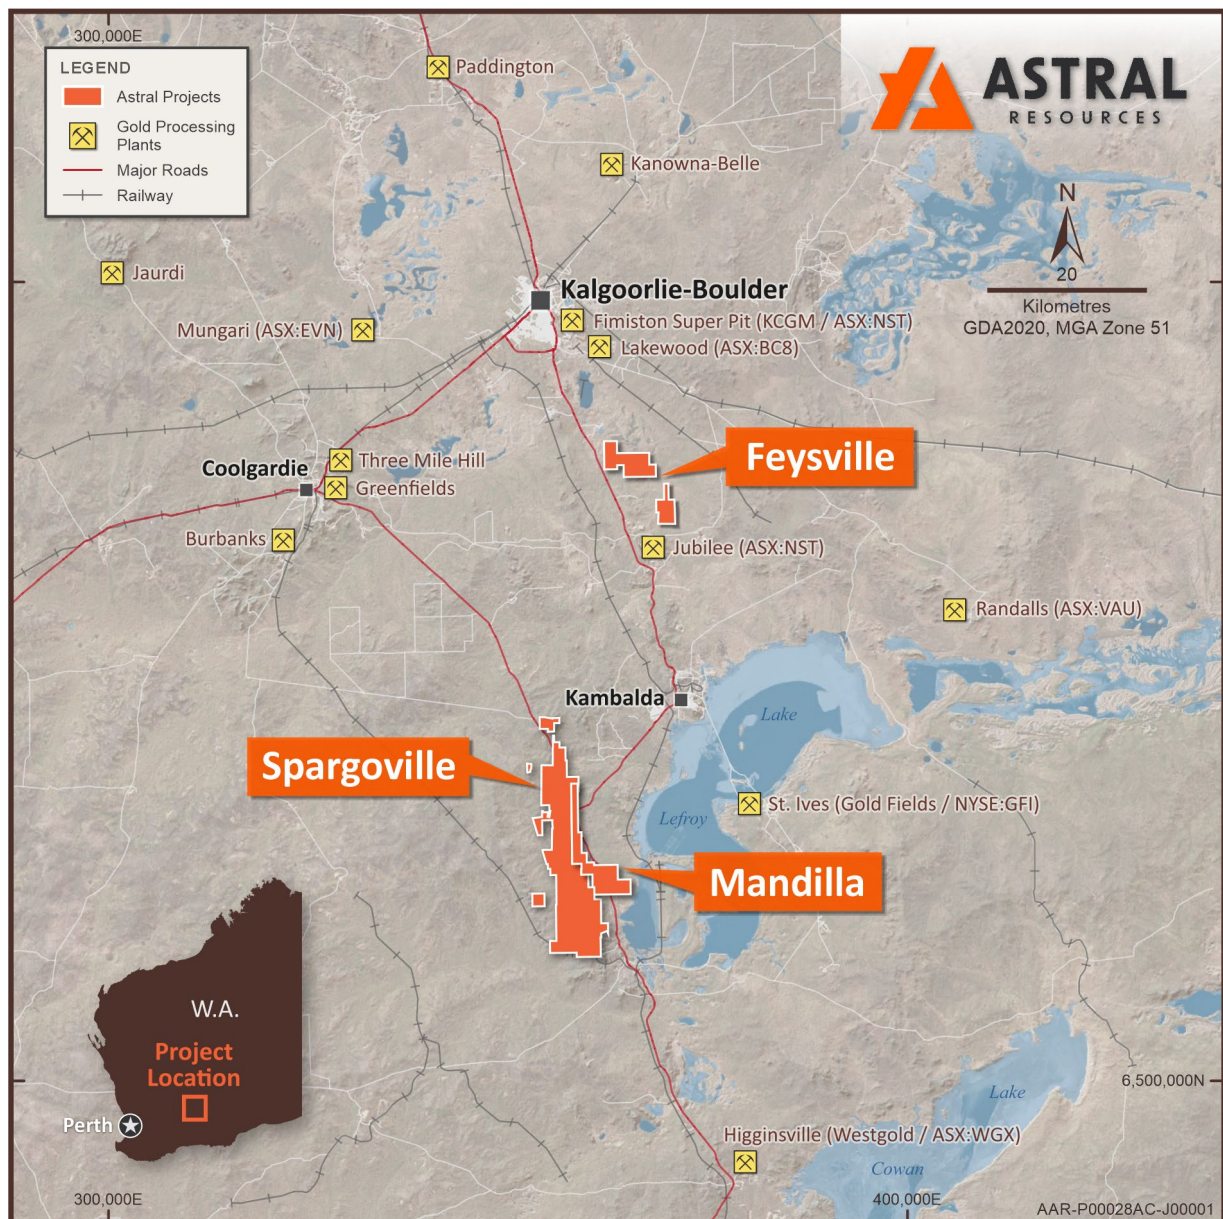 300,000E
LEGEND
Astral Projects
Gold Processing
Plants
Major Roads
Railway
Paddington
ASTRAL
RESOURCES
Kanowna-Belle
N
20
Kilometres
GDA2020, MGA Zone 51
Jaurdi
Kalgoorlie-Boulder
Mungari (ASX:EVN)
Fimiston Super Pit (KCGM / ASX:NST)
Lakewood (ASX:BC8)
Feysville
Coolgardie
Three Mile Hill
Greenfields
Burbanks
Jubilee (ASX:NST)
Randalls (ASX:VAU)
Kambalda
Lake
Spargoville
St. Ives (Gold Fields / NYSE:GFI)
Lefroy
Mandilla
W.A.
Project
Location
Perth
6,500,000N
Lake
Higginsville (Westgold / ASX:WGX)
Cowan
300,000E
400,000E
AAR-P00028AC-J00001